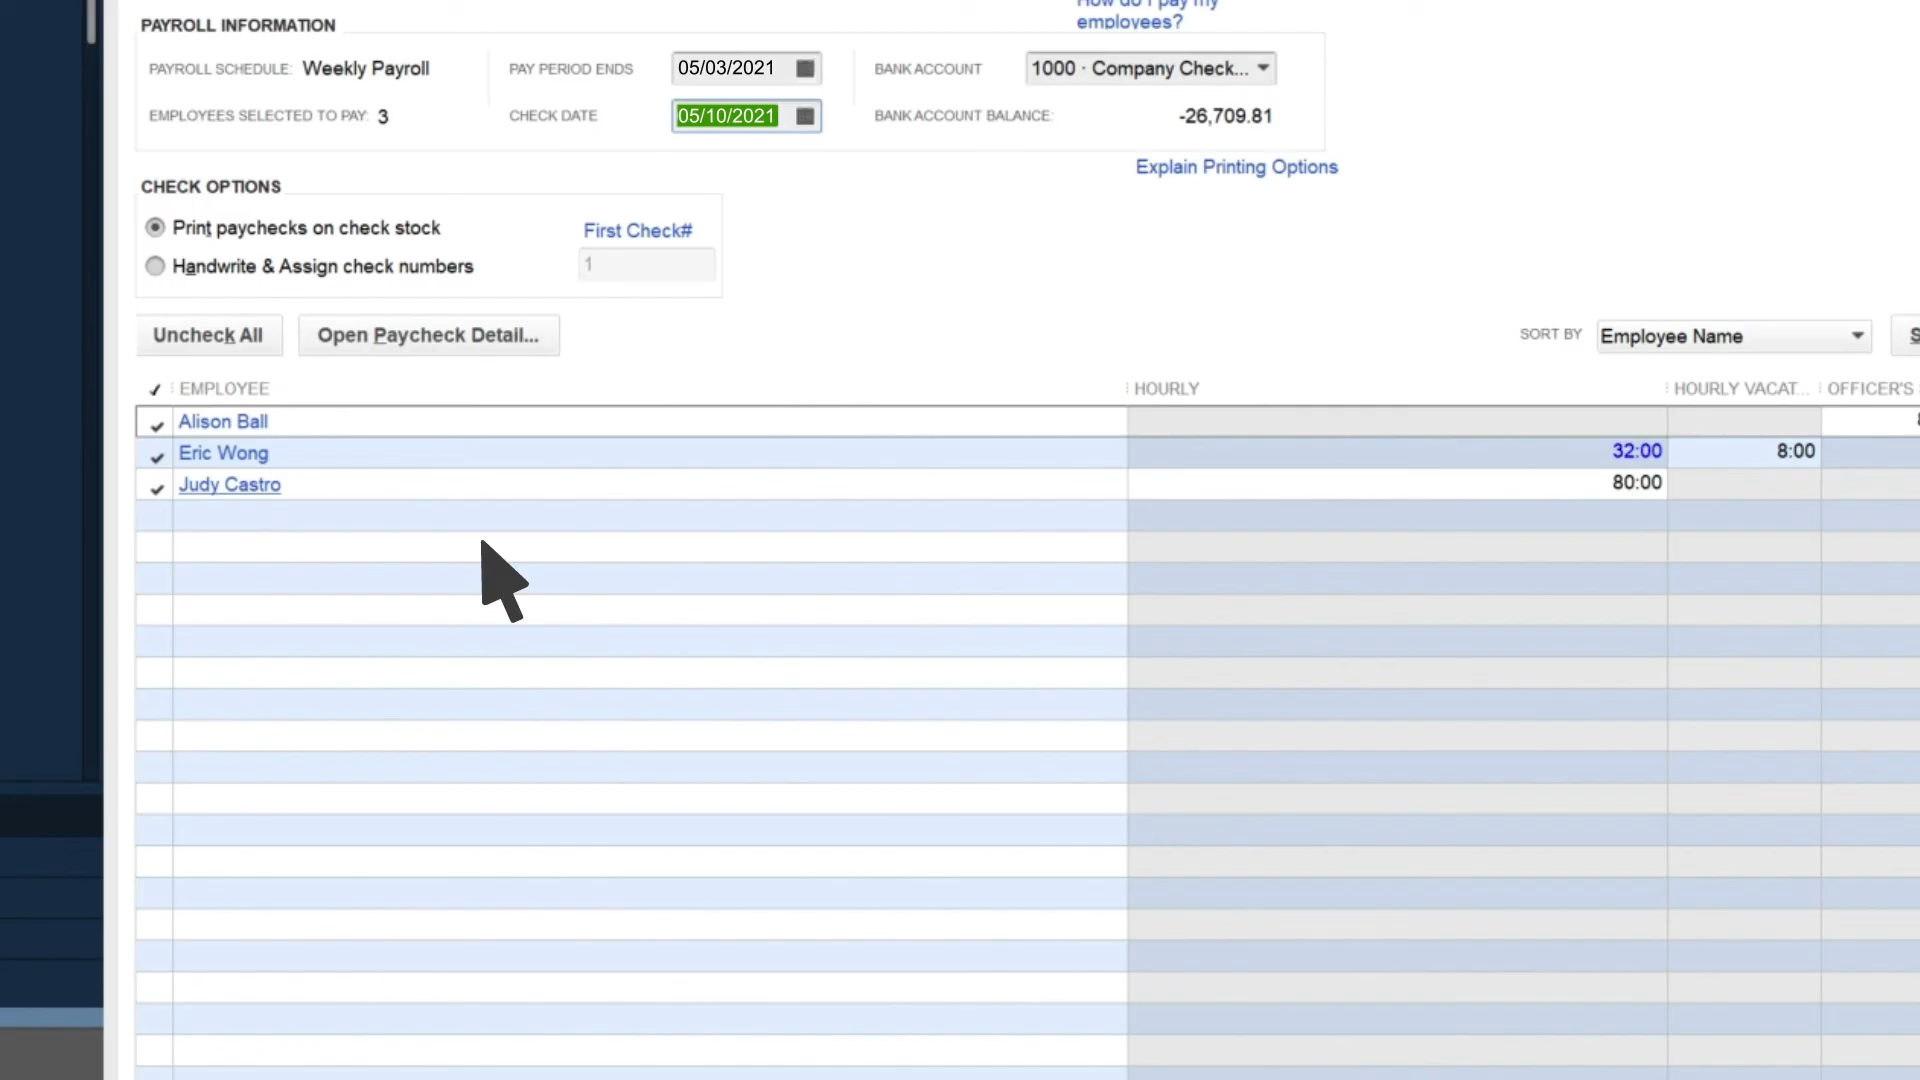 How do I pay my
employees?
PAYROLL INFORMATION
PAYROLL SCHEDULE: Weekly Payroll
PAY PERIOD ENDS 05/03/2021
BANK ACCOUNT 1000 · Company Check...
EMPLOYEES SELECTED TO PAY: 3
CHECK DATE 05/10/2021
BANK ACCOUNT BALANCE: -26,709.81
Explain Printing Options
CHECK OPTIONS
Print paychecks on check stock
First Check#
Handwrite & Assign check numbers
1
Uncheck All Open Paycheck Detail... SORT BY Employee Name
EMPLOYEE HOURLY HOURLY VACAT... OFFICER'S
Alison Ball
Eric Wong 32:00 8:00
Judy Castro 80:00